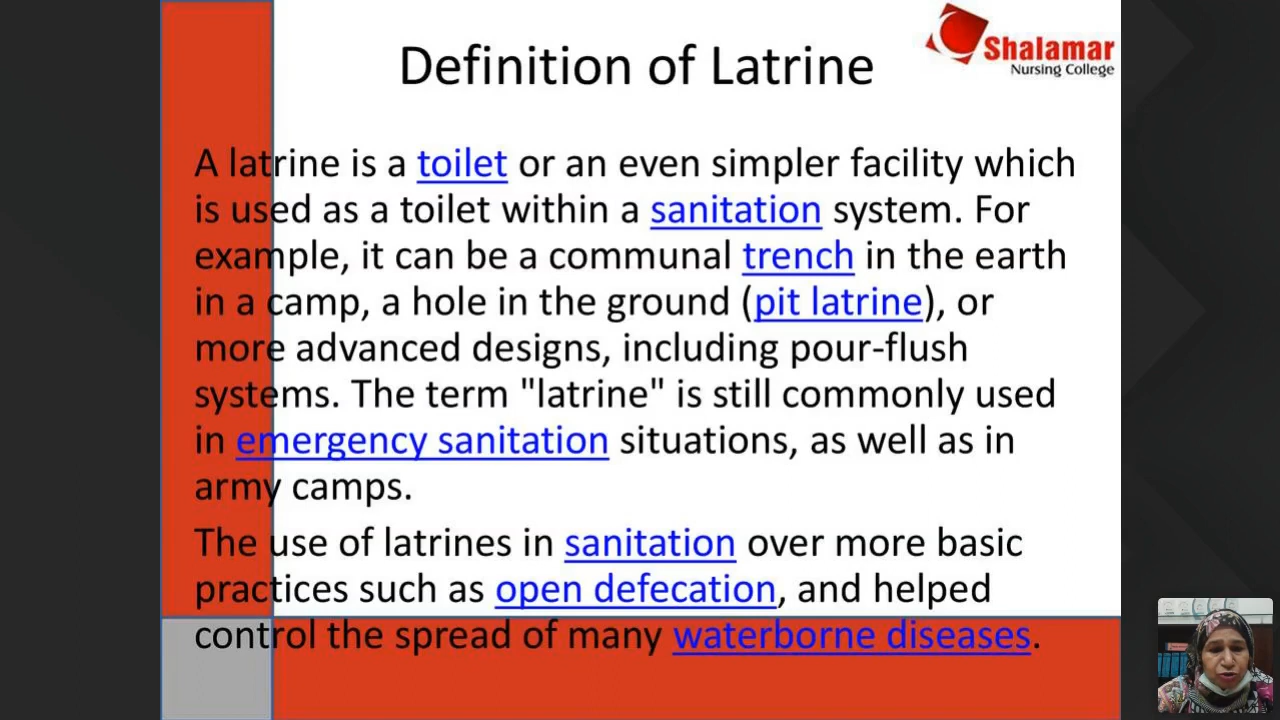 Definition of Latrine
Shalamar
Nursing College
A latrine is a toilet or an even simpler facility which
is used as a toilet within a sanitation system. For
example, it can be a communal trench in the earth
in a camp, a hole in the ground (pit latrine), or
more advanced designs, including pour-flush
systems. The term "latrine" is still commonly used
in emergency sanitation situations, as well as in
army camps.
The use of latrines in sanitation over more basic
practices such as open defecation, and helped
control the spread of many waterborne diseases.